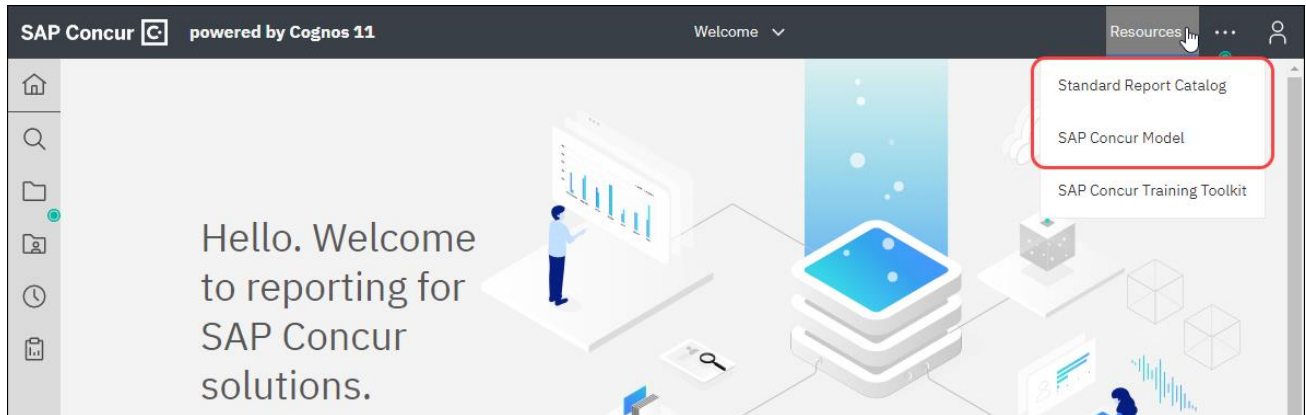 SAP Concur C powered by Cognos 11 Welcome Resources ...
Standard Report Catalog
SAP Concur Model
SAP Concur Training Toolkit
Hello. Welcome
to reporting for
SAP Concur
solutions.